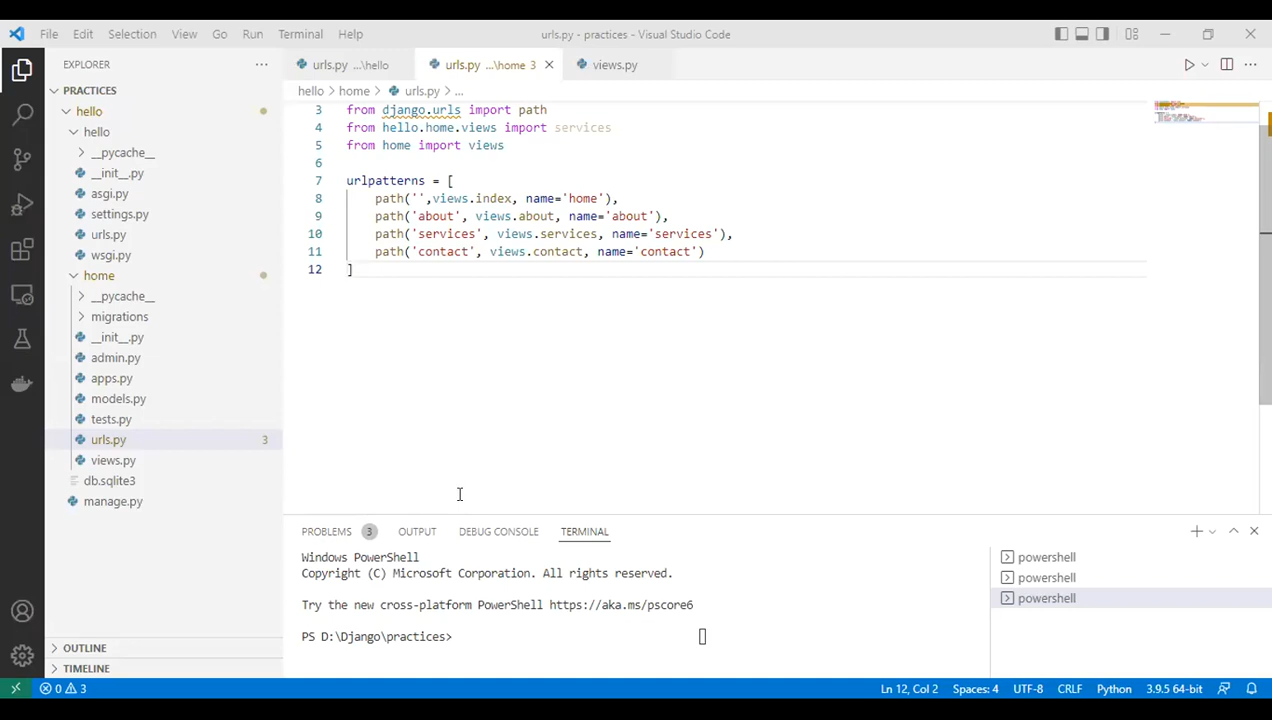 File Edit Selection View Go Run Terminal Help
urls.py - practices - Visual Studio Code
EXPLORER
urls.py ...\hello
urls.py ...\home 3
views.py
PRACTICES
hello
hello
__pycache__
__init__.py
asgi.py
settings.py
urls.py
wsgi.py
home
__pycache__
migrations
__init__.py
admin.py
apps.py
models.py
tests.py
urls.py 3
views.py
db.sqlite3
manage.py
OUTLINE
TIMELINE
hello > home > urls.py > ...
3 from django.urls import path
4 from hello.home.views import services
5 from home import views
6
7 urlpatterns = [
8 path('',views.index, name='home'),
9 path('about', views.about, name='about'),
10 path('services', views.services, name='services'),
11 path('contact', views.contact, name='contact')
12 ]
PROBLEMS 3 OUTPUT DEBUG CONSOLE TERMINAL
Windows PowerShell
Copyright (C) Microsoft Corporation. All rights reserved.
Try the new cross-platform PowerShell https://aka.ms/pscore6
PS D:\Django\practices>
powershell
powershell
powershell
0 3
Ln 12, Col 2 Spaces: 4 UTF-8 CRLF Python 3.9.5 64-bit